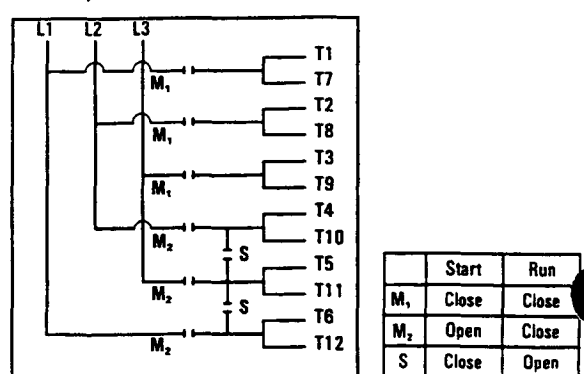 L1 L2 L3
T1
M₁ T7
T2
M₁ T8
T3
M₁ T9
T4
M₂ T10
S
T5
M₂ T11
S
T6
M₂ T12
Start Run
M₁ Close Close
M₂ Open Close
S Close Open